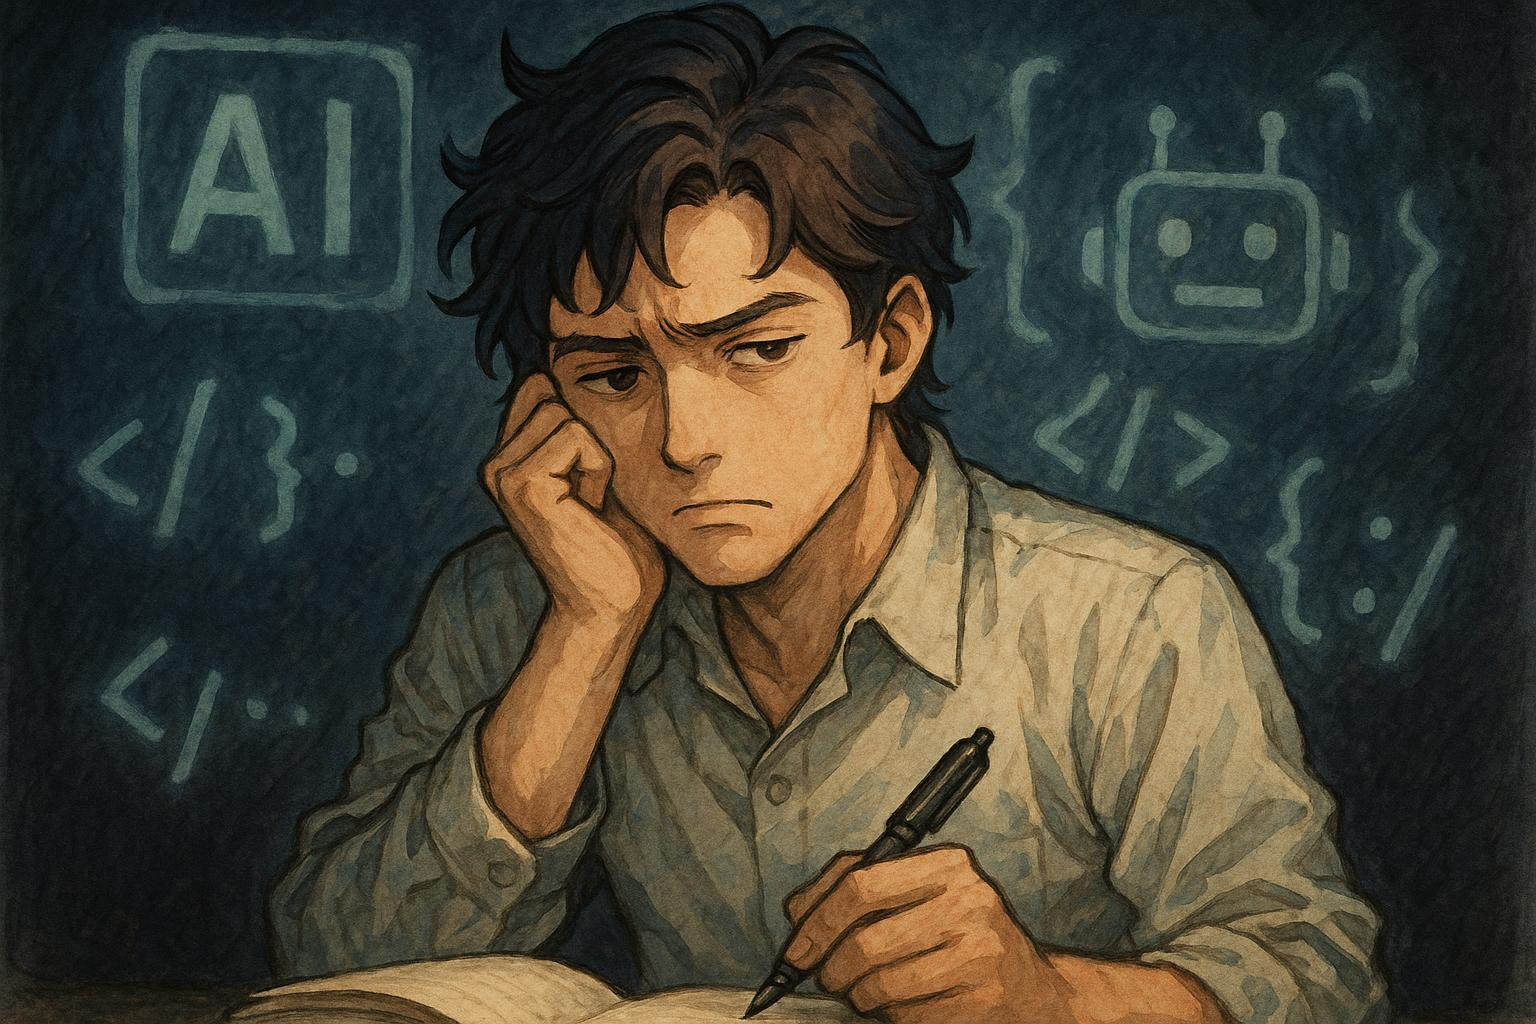 AI
{ }
</ } ·
</>
{ : /
< / ··